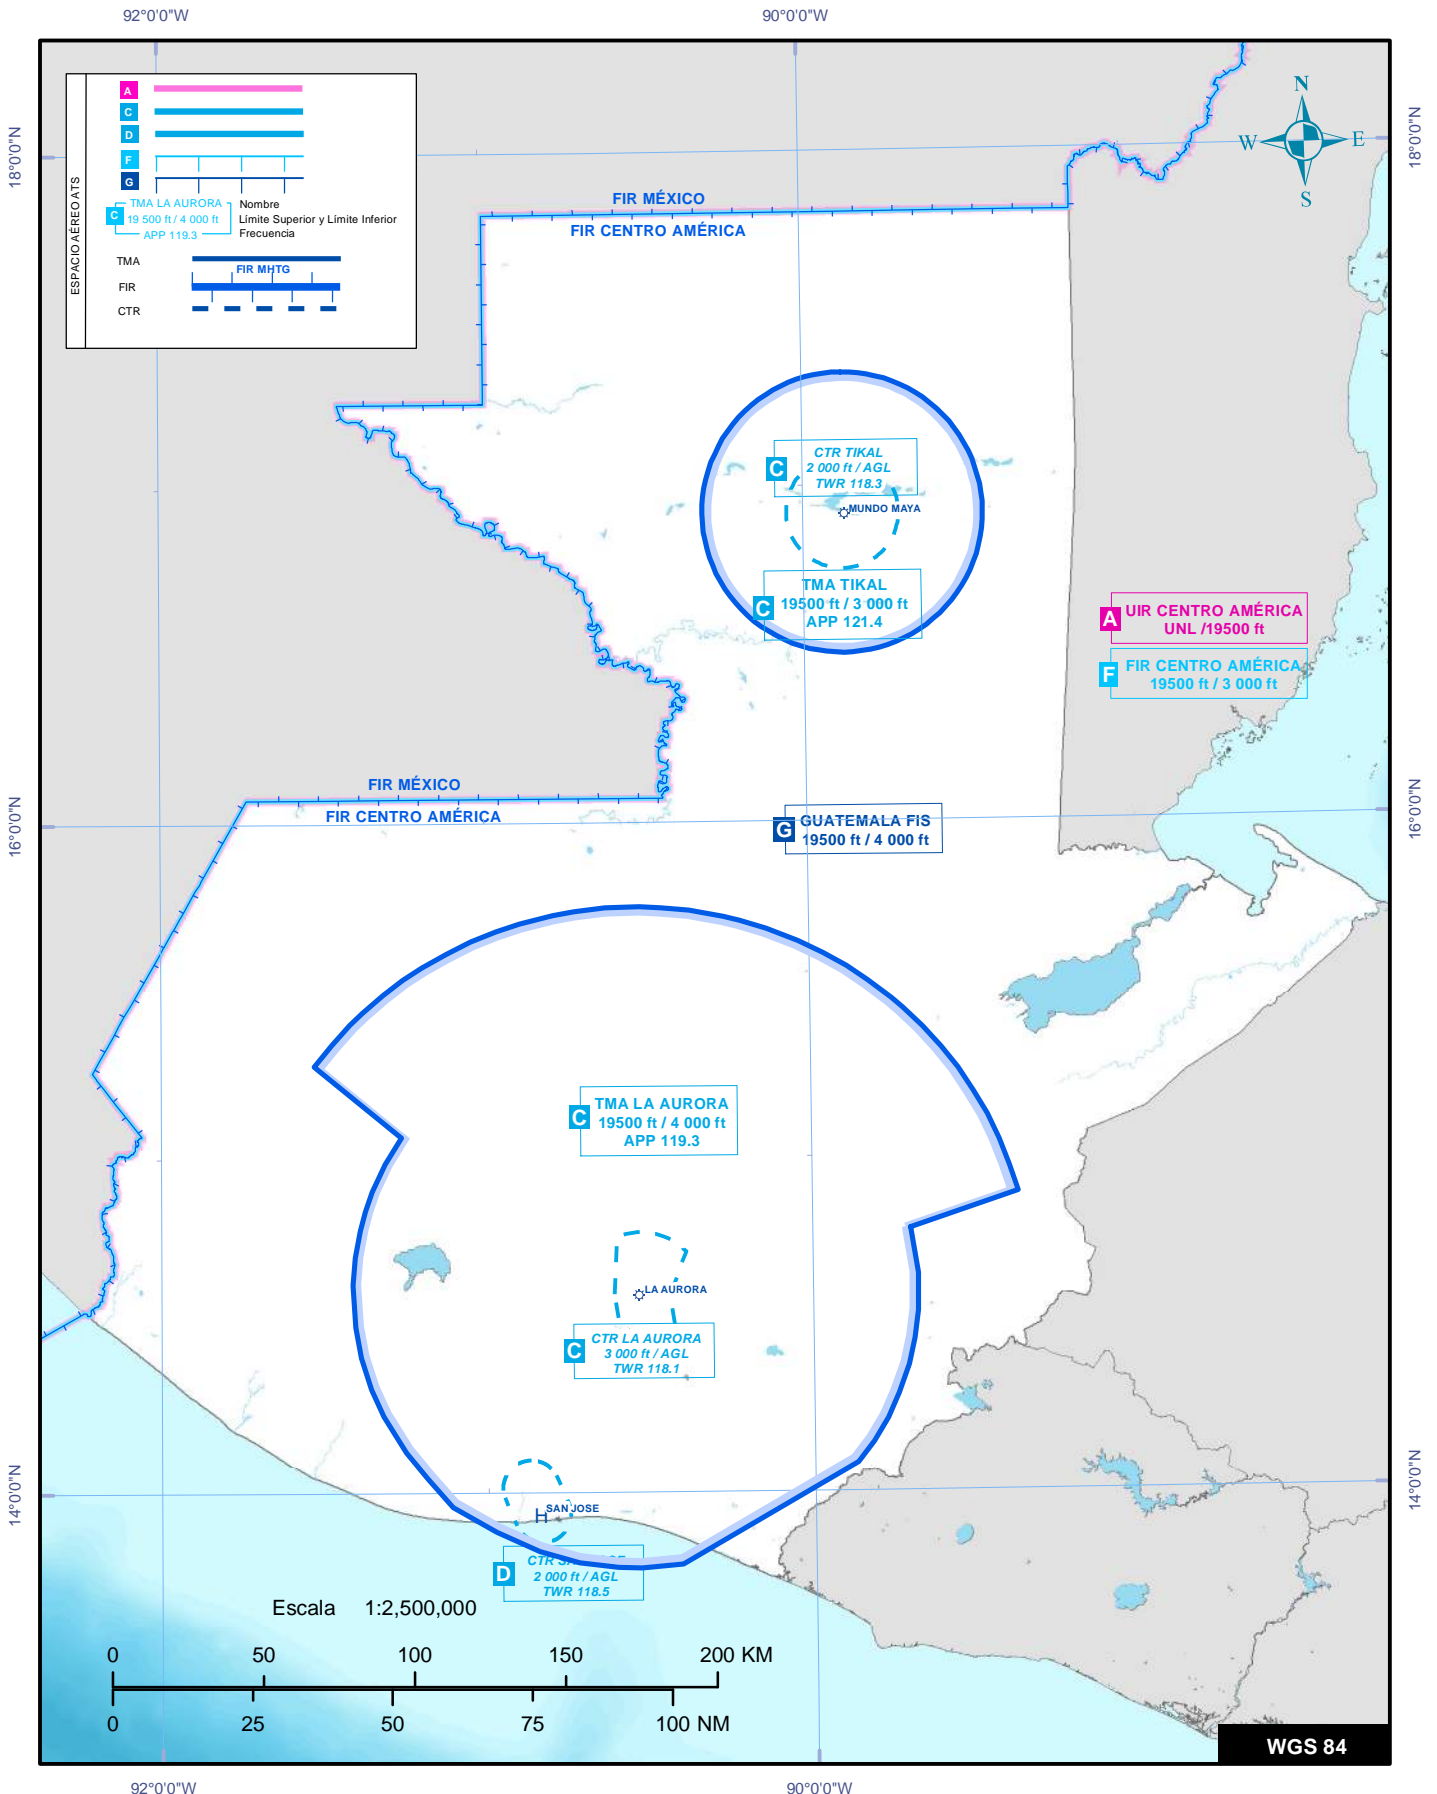 92°0'0"W
90°0'0"W
18°0'0"N
18°0'0"N
ESPACIO AÉREO ATS
A
C
D
F
G
C
TMA LA AURORA
19 500 ft / 4 000 ft
APP 119.3
Nombre
Límite Superior y Límite Inferior
Frecuencia
TMA
FIR MHTG
FIR
CTR
N
W
E
S
FIR MÉXICO
FIR CENTRO AMÉRICA
C
CTR TIKAL
2 000 ft / AGL
TWR 118.3
MUNDO MAYA
C
TMA TIKAL
19500 ft / 3 000 ft
APP 121.4
A
UIR CENTRO AMÉRICA
UNL /19500 ft
F
FIR CENTRO AMÉRICA
19500 ft / 3 000 ft
FIR MÉXICO
FIR CENTRO AMÉRICA
16°0'0"N
16°0'0"N
G
GUATEMALA FIS
19500 ft / 4 000 ft
C
TMA LA AURORA
19500 ft / 4 000 ft
APP 119.3
LA AURORA
C
CTR LA AURORA
3 000 ft / AGL
TWR 118.1
14°0'0"N
14°0'0"N
H
SAN JOSE
D
CTR
2 000 ft / AGL
TWR 118.5
Escala 1:2,500,000
0 50 100 150 200 KM
0 25 50 75 100 NM
WGS 84
92°0'0"W
90°0'0"W